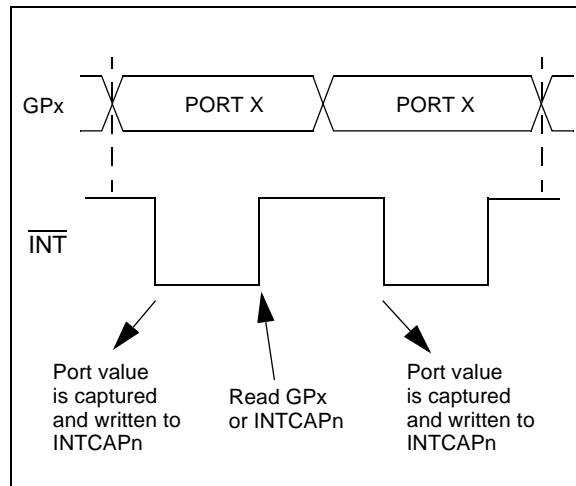 GPx PORT X PORT X
INT
Port value
is captured
and written to
INTCAPn
Read GPx
or INTCAPn
Port value
is captured
and written to
INTCAPn